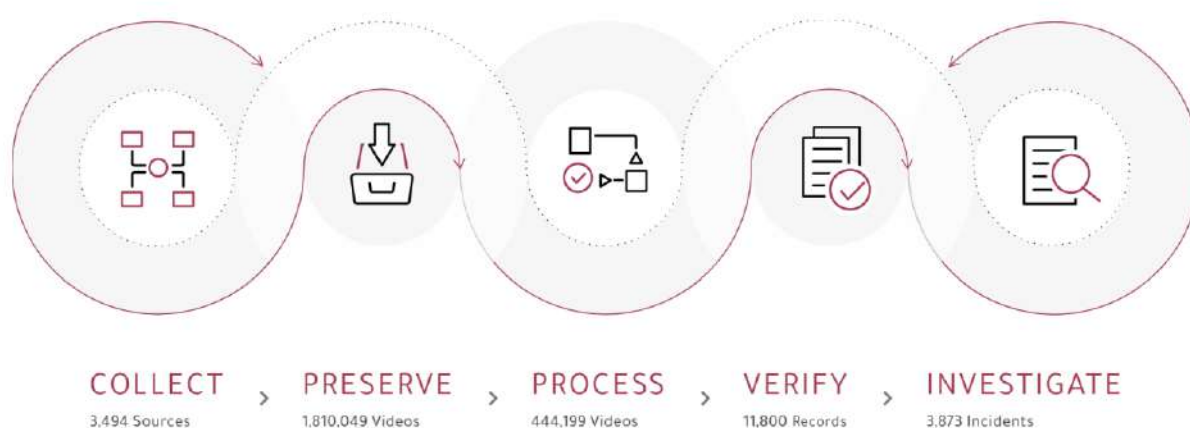 COLLECT > PRESERVE > PROCESS > VERIFY > INVESTIGATE
3,494 Sources 1,810,049 Videos 444,199 Videos 11,800 Records 3,873 Incidents